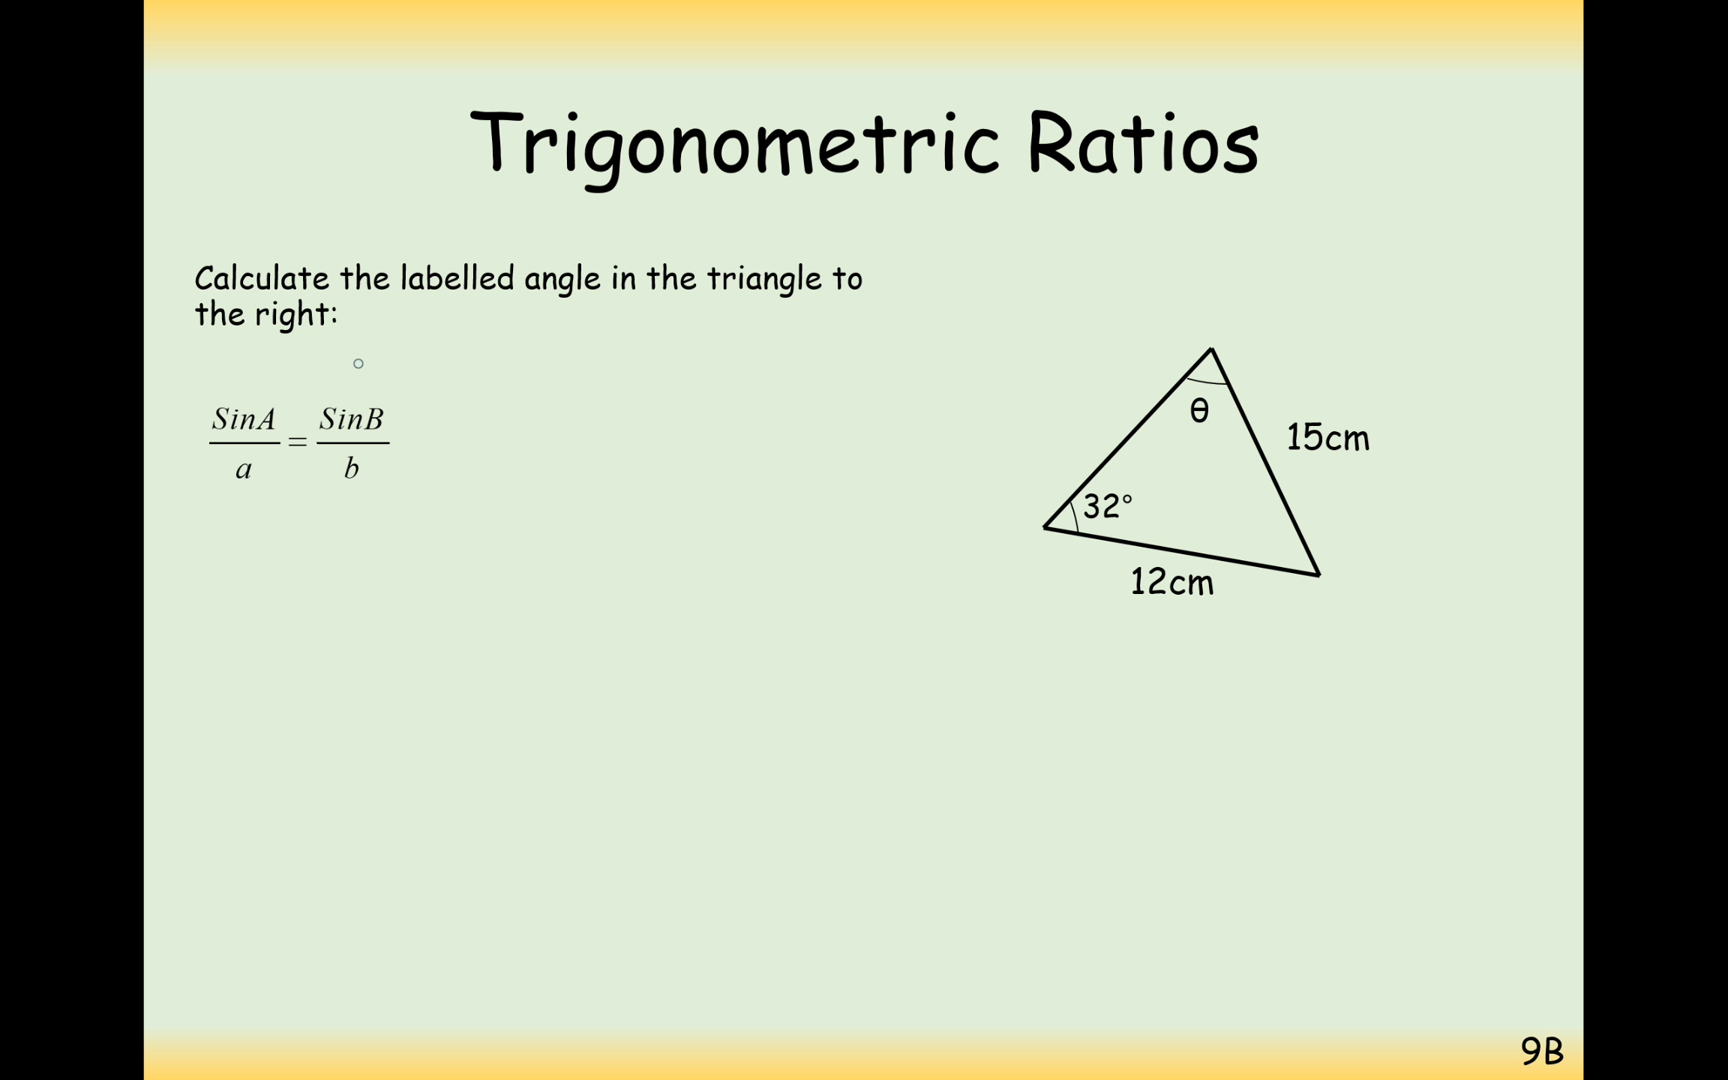 Trigonometric Ratios
Calculate the labelled angle in the triangle to
the right:
SinA/a = SinB/b
θ
15cm
32°
12cm
9B